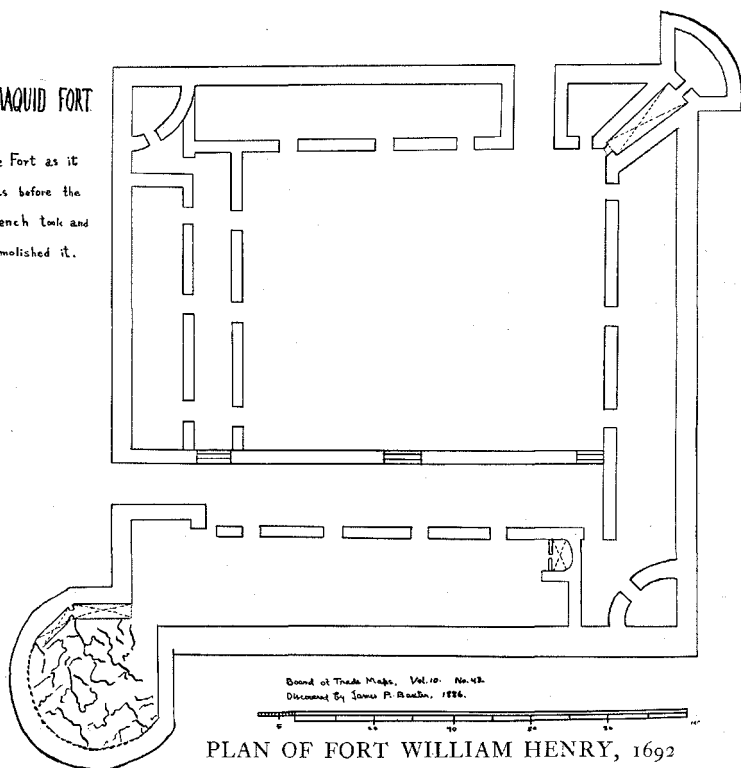 MAQUID FORT.
Fort as it
before the
took and
molished it.
Board of Trade Maps, Vol. 10. No. 42.
Discovered by James P. Baxter, 1886.
PLAN OF FORT WILLIAM HENRY, 1692